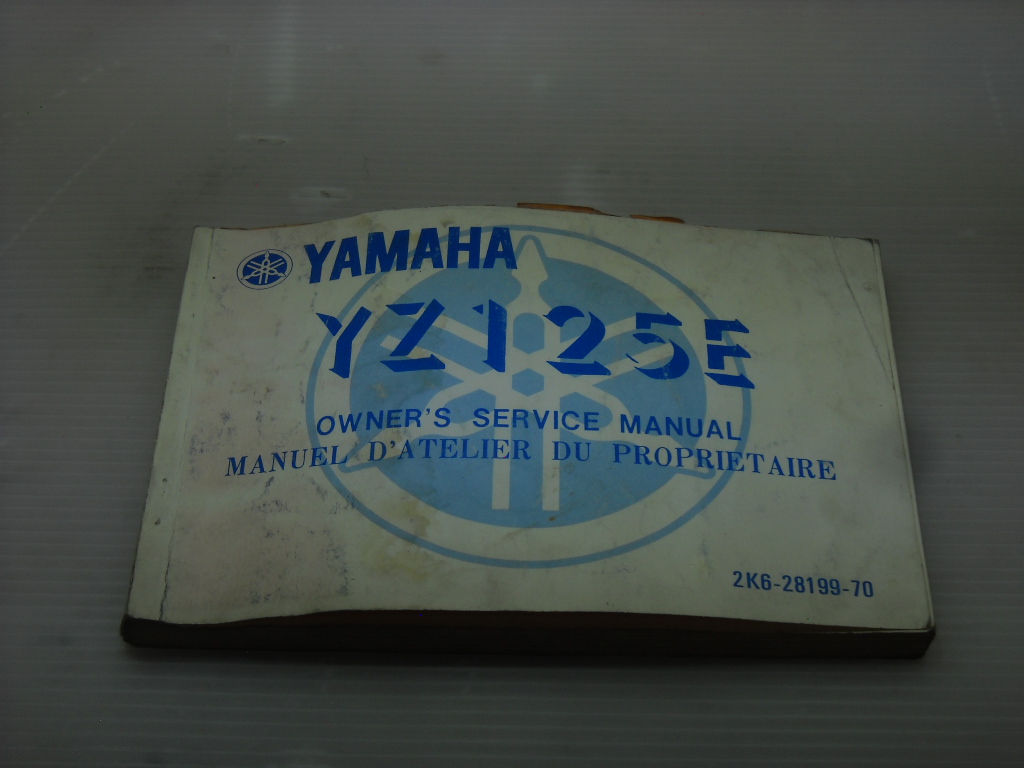 YAMAHA
YZ125E
OWNER'S SERVICE MANUAL
MANUEL D'ATELIER DU PROPRIETAIRE
2K6-28199-70